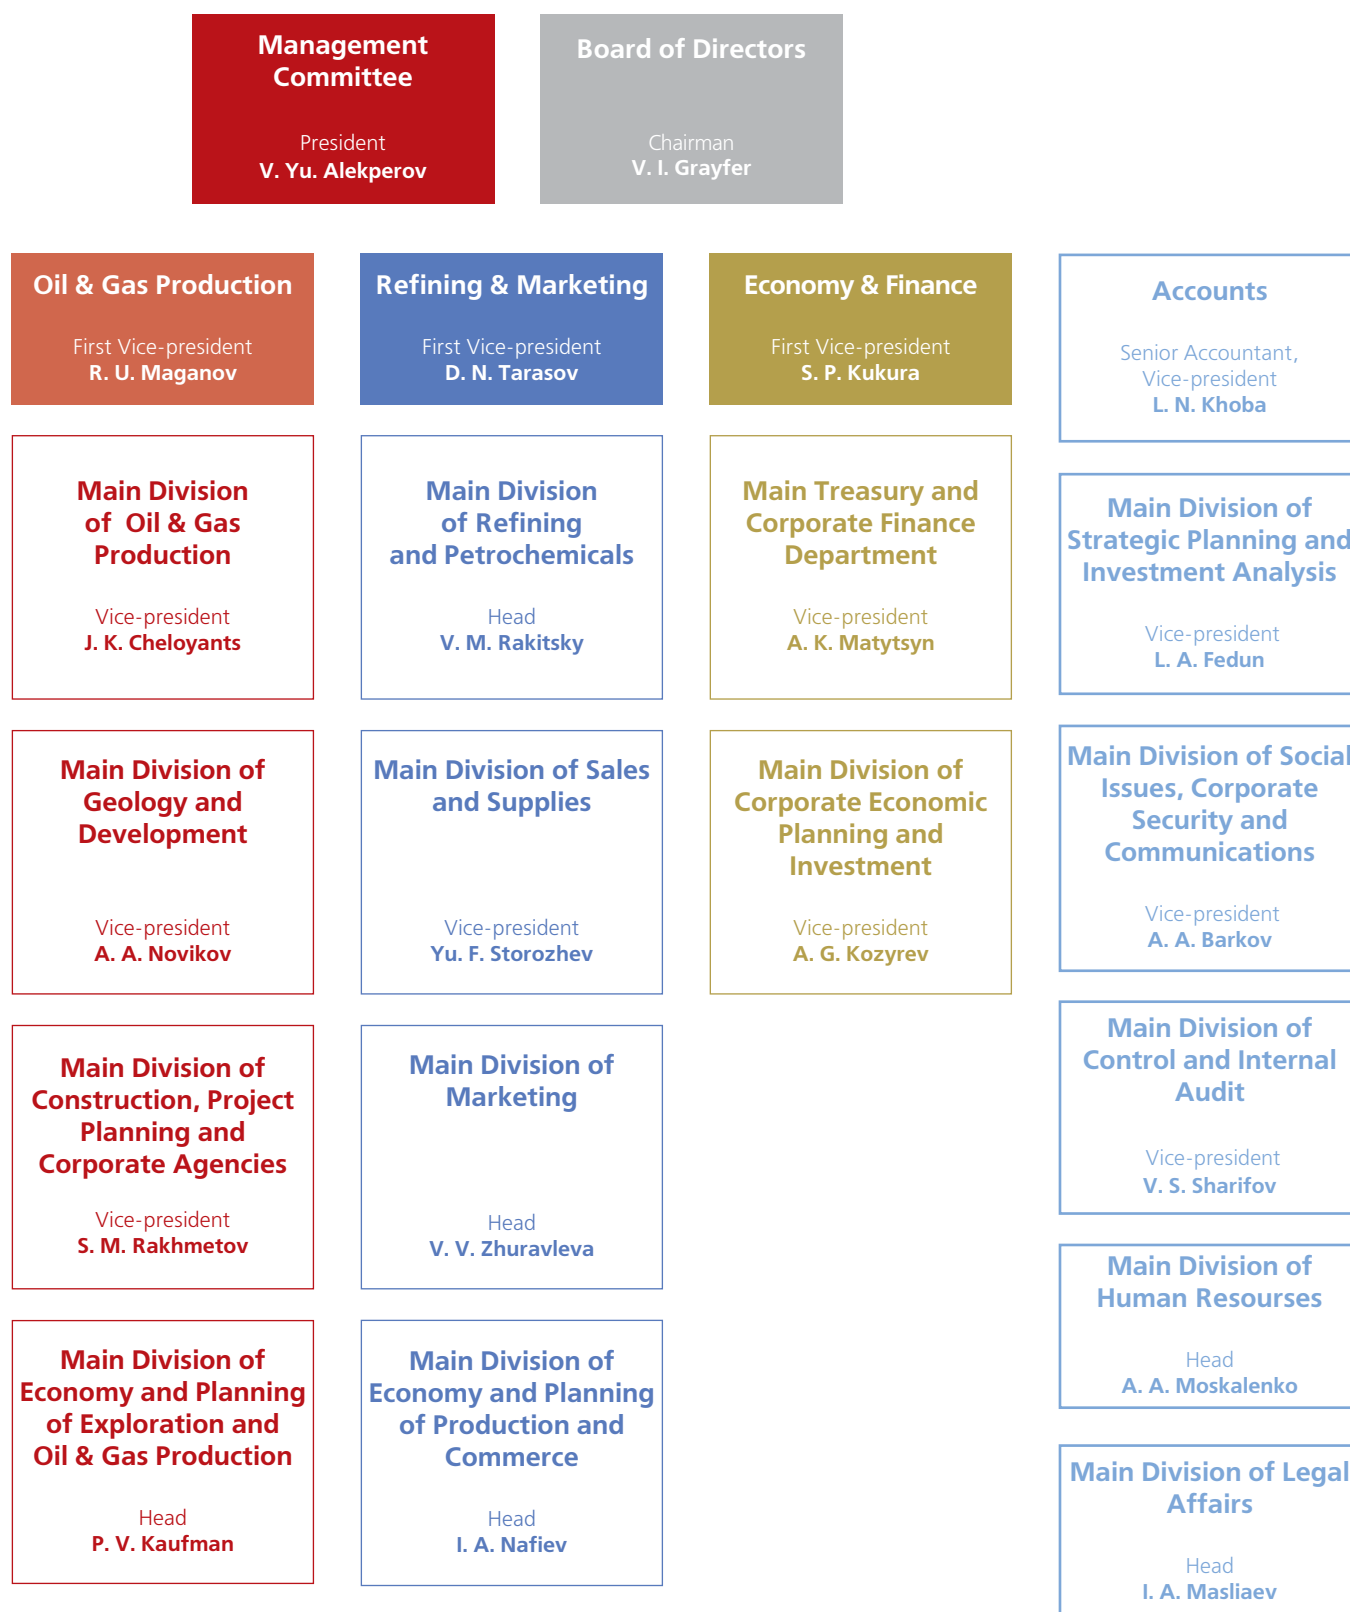 Management
Committee
President
V. Yu. Alekperov
Board of Directors
Chairman
V. I. Grayfer
Oil & Gas Production
First Vice-president
R. U. Maganov
Main Division
of Oil & Gas
Production
Vice-president
J. K. Cheloyants
Main Division of
Geology and
Development
Vice-president
A. A. Novikov
Main Division of
Construction, Project
Planning and
Corporate Agencies
Vice-president
S. M. Rakhmetov
Main Division of
Economy and Planning
of Exploration and
Oil & Gas Production
Head
P. V. Kaufman
Refining & Marketing
First Vice-president
D. N. Tarasov
Main Division
of Refining
and Petrochemicals
Head
V. M. Rakitsky
Main Division of Sales
and Supplies
Vice-president
Yu. F. Storozhev
Main Division of
Marketing
Head
V. V. Zhuravleva
Main Division of
Economy and Planning
of Production and
Commerce
Head
I. A. Nafiev
Economy & Finance
First Vice-president
S. P. Kukura
Main Treasury and
Corporate Finance
Department
Vice-president
A. K. Matytsyn
Main Division of
Corporate Economic
Planning and
Investment
Vice-president
A. G. Kozyrev
Accounts
Senior Accountant,
Vice-president
L. N. Khoba
Main Division of
Strategic Planning and
Investment Analysis
Vice-president
L. A. Fedun
Main Division of Social
Issues, Corporate
Security and
Communications
Vice-president
A. A. Barkov
Main Division of
Control and Internal
Audit
Vice-president
V. S. Sharifov
Main Division of
Human Resourses
Head
A. A. Moskalenko
Main Division of Legal
Affairs
Head
I. A. Masliaev